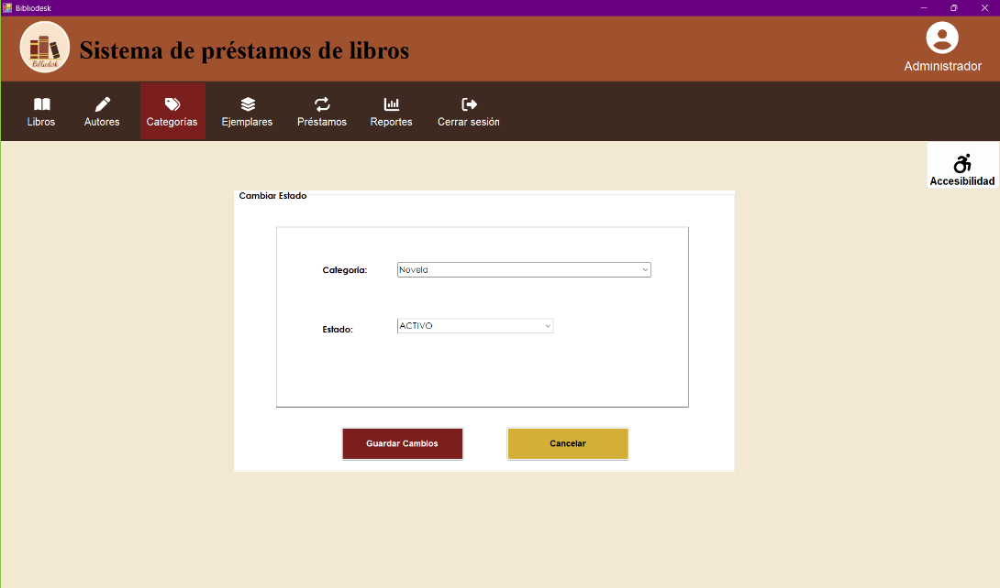 Bibliodesk
Bibliodesk
Sistema de préstamos de libros
Administrador
Libros
Autores
Categorías
Ejemplares
Préstamos
Reportes
Cerrar sesión
Accesibilidad
Cambiar Estado
Categoría:
Novela
Estado:
ACTIVO
Guardar Cambios
Cancelar